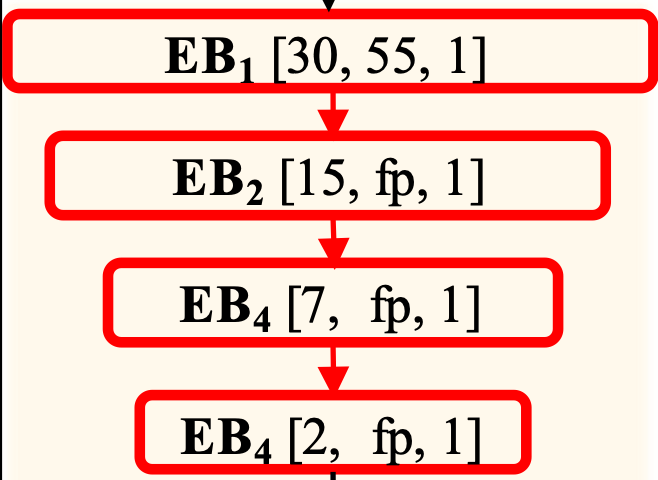 EB₁ [30, 55, 1]
EB₂ [15, fp, 1]
EB₄ [7, fp, 1]
EB₄ [2, fp, 1]